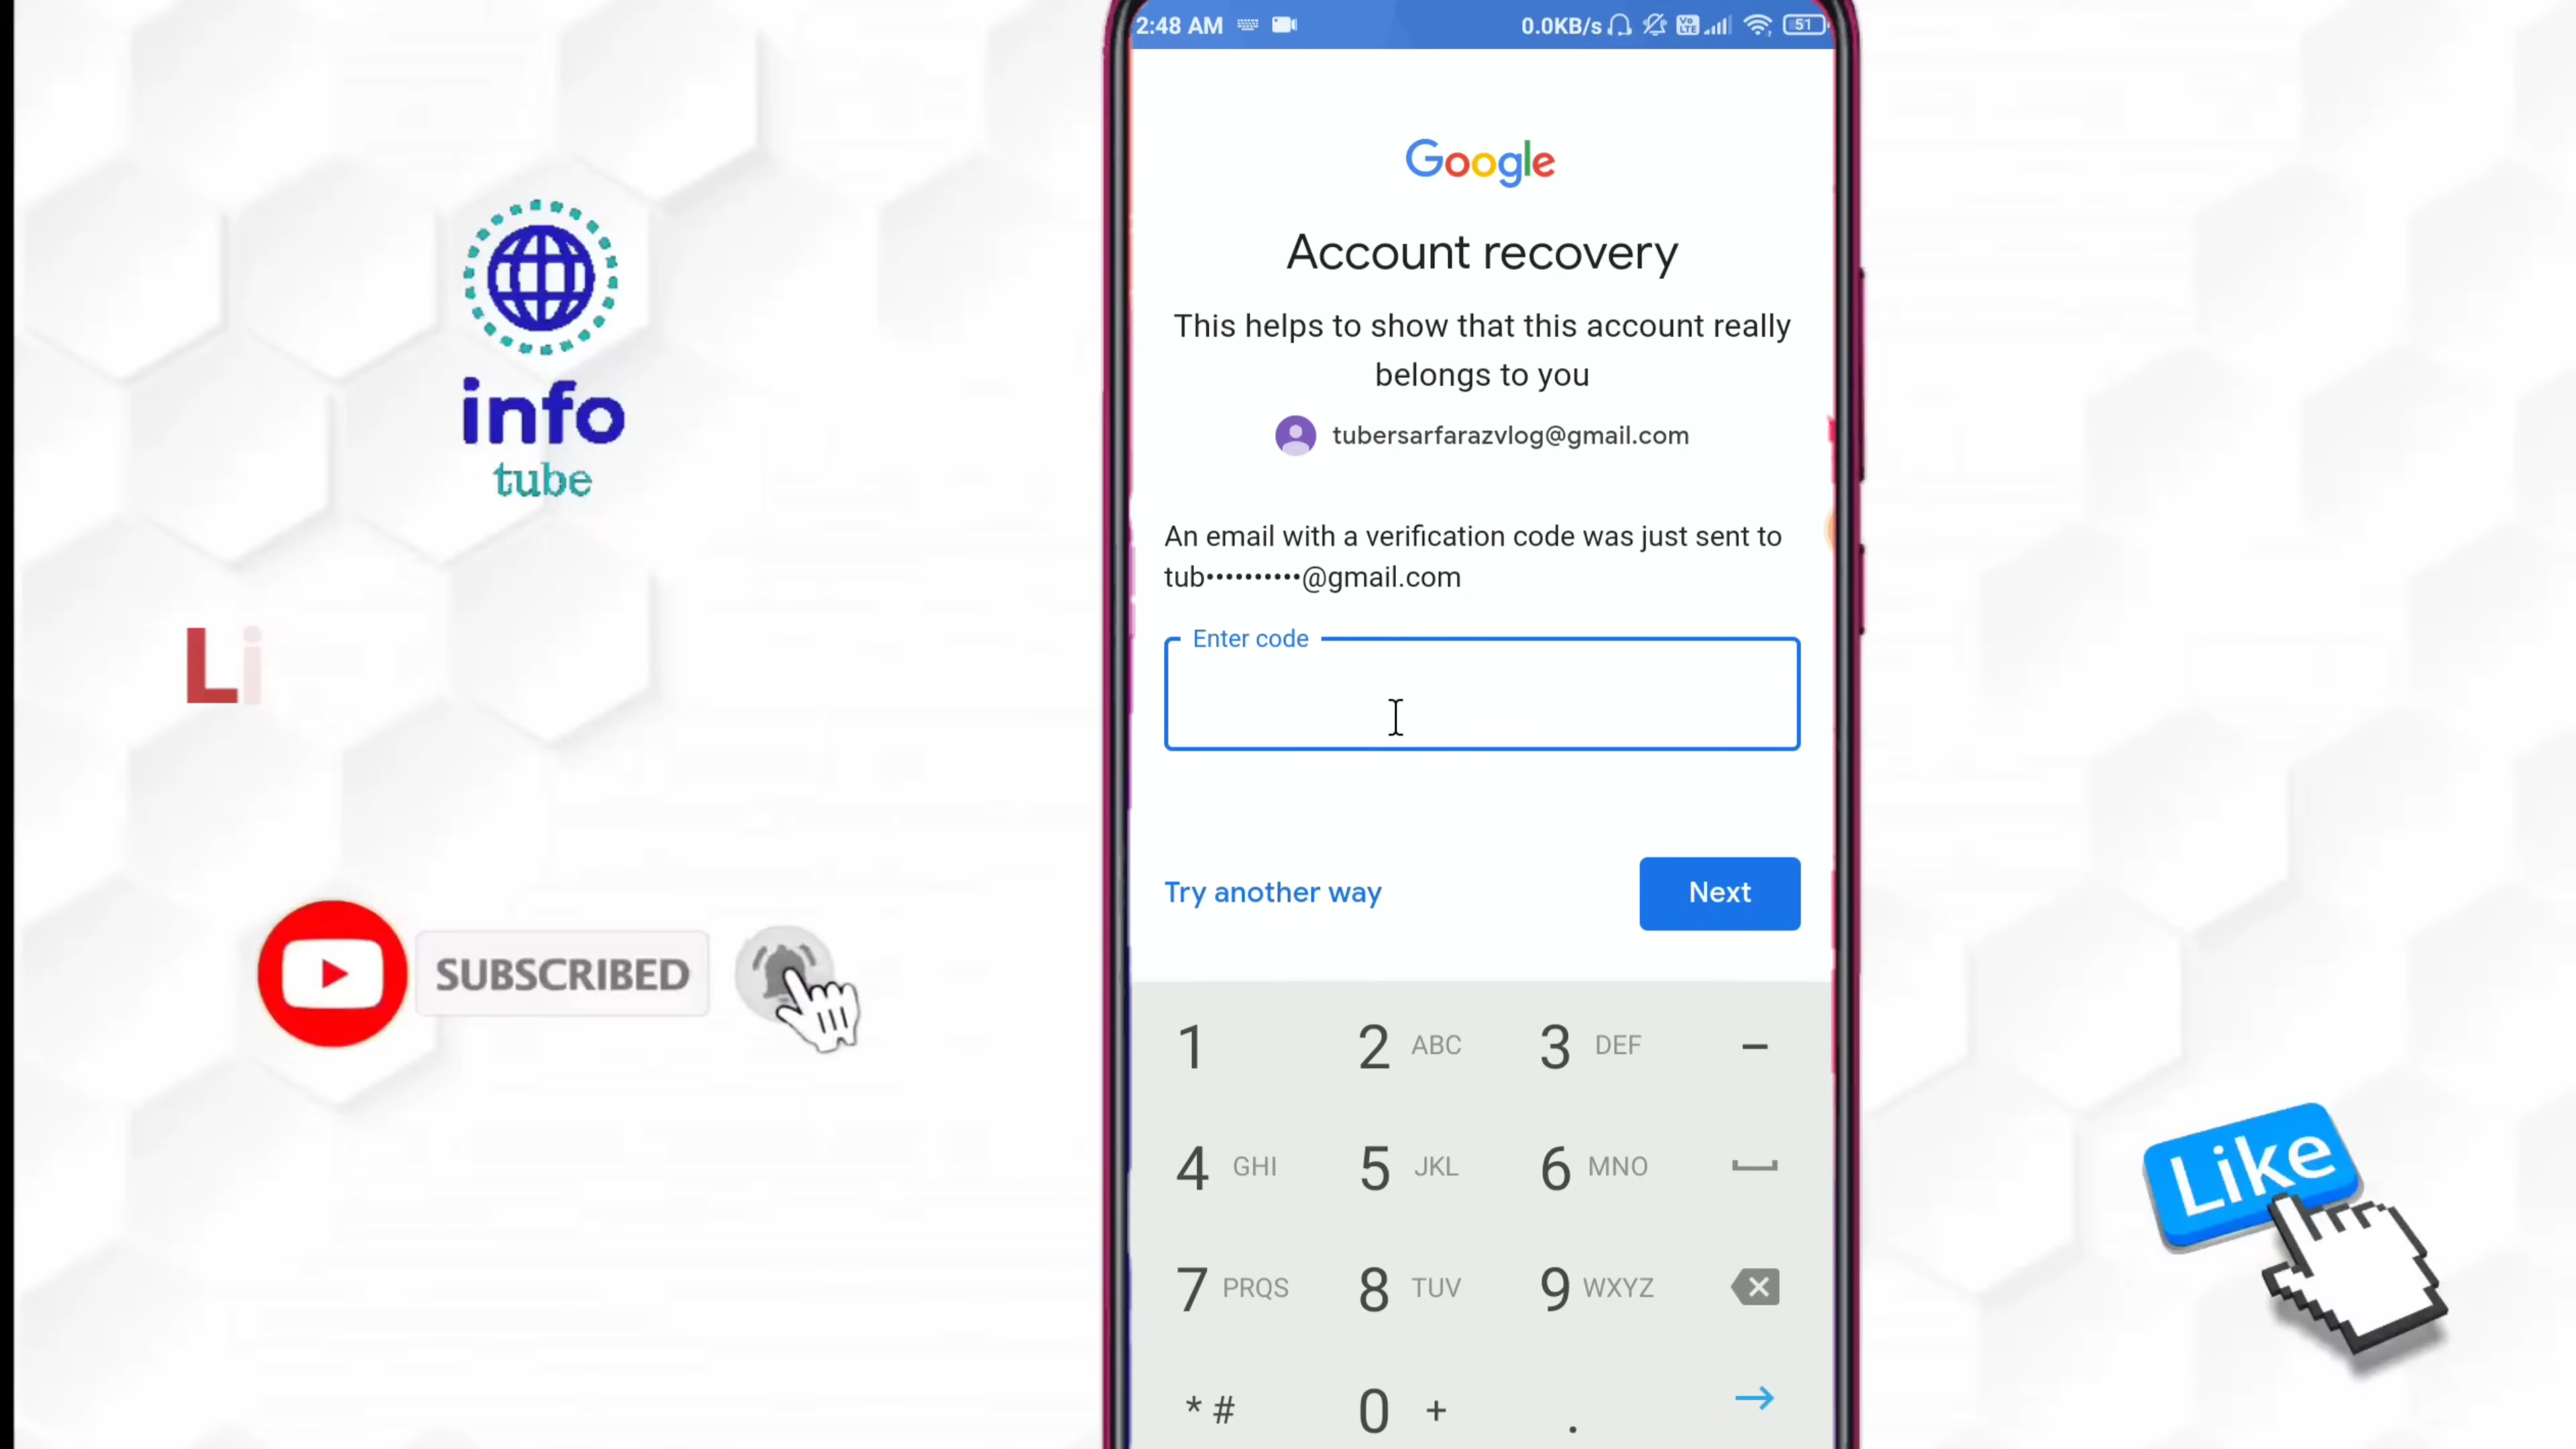 2:48 AM
0.0KB/s
Vo
LTE
51
Google
Account recovery
This helps to show that this account really
belongs to you
tubersarfarazvlog@gmail.com
An email with a verification code was just sent to
tub••••••••••@gmail.com
Enter code
Try another way
Next
1
2 ABC
3 DEF
–
4 GHI
5 JKL
6 MNO
7 PRQS
8 TUV
9 WXYZ
* #
0 +
.
info
tube
Li
SUBSCRIBED
Like